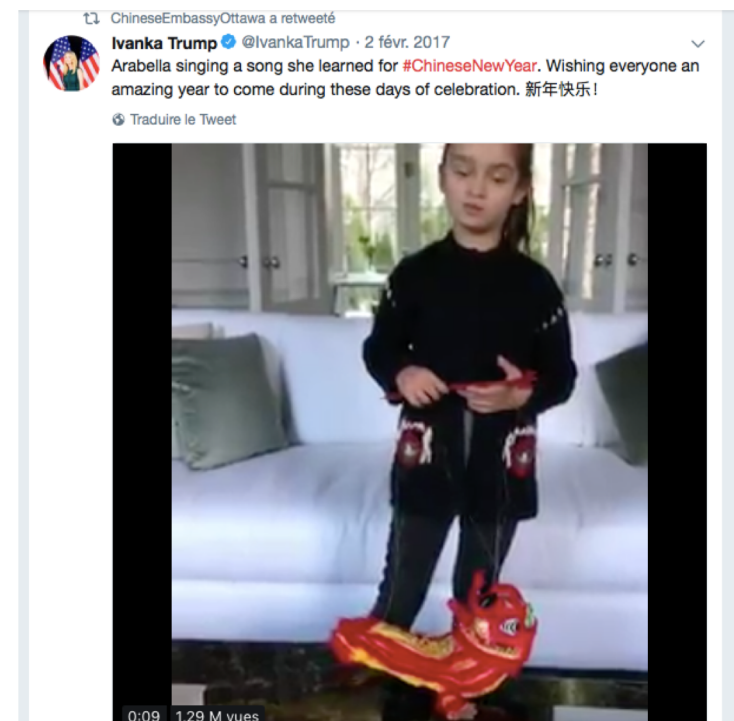 ChineseEmbassyOttawa a retweeté
Ivanka Trump @IvankaTrump · 2 févr. 2017
Arabella singing a song she learned for #ChineseNewYear. Wishing everyone an
amazing year to come during these days of celebration. 新年快乐!
Traduire le Tweet
0:09 1,29 M vues